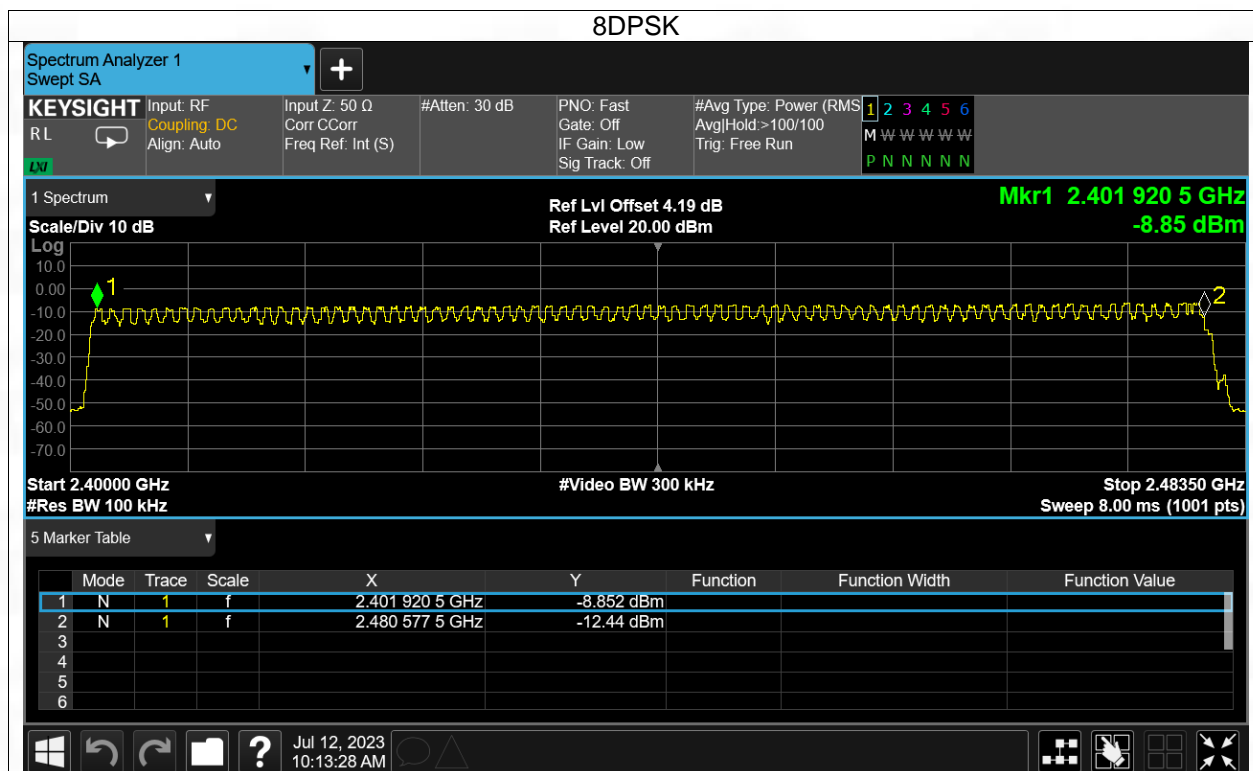 8DPSK
Spectrum Analyzer 1
Swept SA
KEYSIGHT
R L
LXI
Input: RF
Coupling: DC
Align: Auto
Input Z: 50 Ω
Corr CCorr
Freq Ref: Int (S)
#Atten: 30 dB
PNO: Fast
Gate: Off
IF Gain: Low
Sig Track: Off
#Avg Type: Power (RMS
Avg|Hold:>100/100
Trig: Free Run
1 2 3 4 5 6
M W W W W W
P N N N N N
1 Spectrum
Scale/Div 10 dB
Ref Lvl Offset 4.19 dB
Ref Level 20.00 dBm
Mkr1 2.401 920 5 GHz
-8.85 dBm
Log
10.0
0.00
-10.0
-20.0
-30.0
-40.0
-50.0
-60.0
-70.0
1
2
Start 2.40000 GHz
#Res BW 100 kHz
#Video BW 300 kHz
Stop 2.48350 GHz
Sweep 8.00 ms (1001 pts)
5 Marker Table
Mode Trace Scale X Y Function Function Width Function Value
1 N 1 f 2.401 920 5 GHz -8.852 dBm
2 N 1 f 2.480 577 5 GHz -12.44 dBm
3
4
5
6
?
Jul 12, 2023
10:13:28 AM